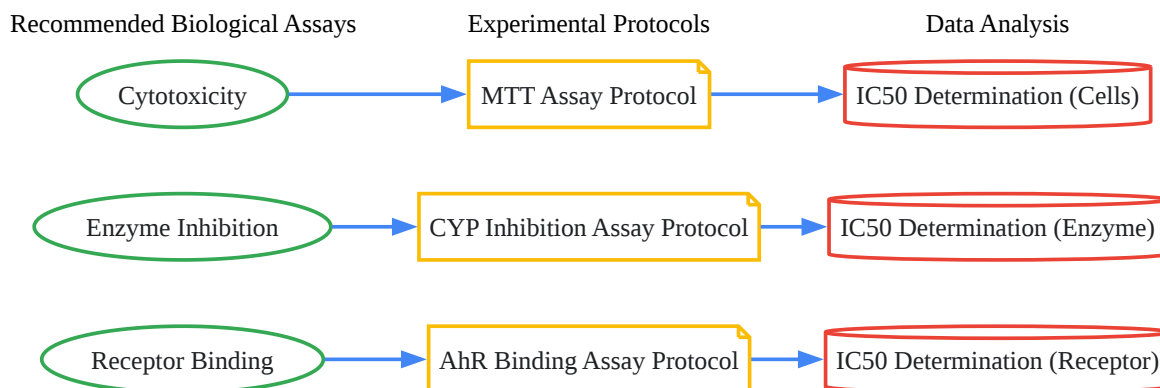 Recommended Biological Assays
Experimental Protocols
Data Analysis
Cytotoxicity
MTT Assay Protocol
IC50 Determination (Cells)
Enzyme Inhibition
CYP Inhibition Assay Protocol
IC50 Determination (Enzyme)
Receptor Binding
AhR Binding Assay Protocol
IC50 Determination (Receptor)